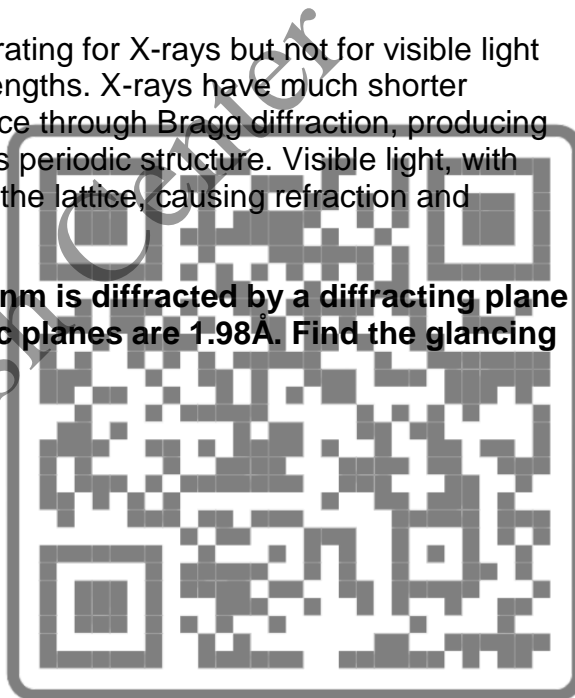 rating for X-rays but not for visible light
engths. X-rays have much shorter
ce through Bragg diffraction, producing
s periodic structure. Visible light, with
the lattice, causing refraction and
nm is diffracted by a diffracting plane
c planes are 1.98Å. Find the glancing
Center